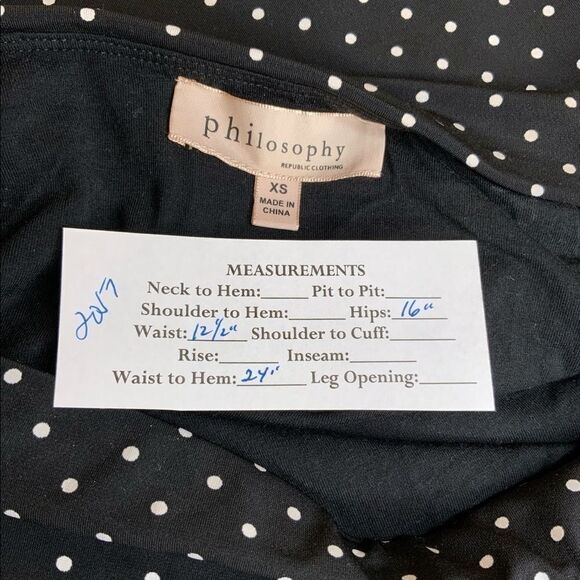 philosophy
REPUBLIC CLOTHING
XS
MADE IN
CHINA
MEASUREMENTS
Neck to Hem:_____ Pit to Pit:_____
Shoulder to Hem:_____ Hips: 16"
Waist: 12 1/2" Shoulder to Cuff:_____
Rise:_____ Inseam:_____
Waist to Hem: 24" Leg Opening:_____